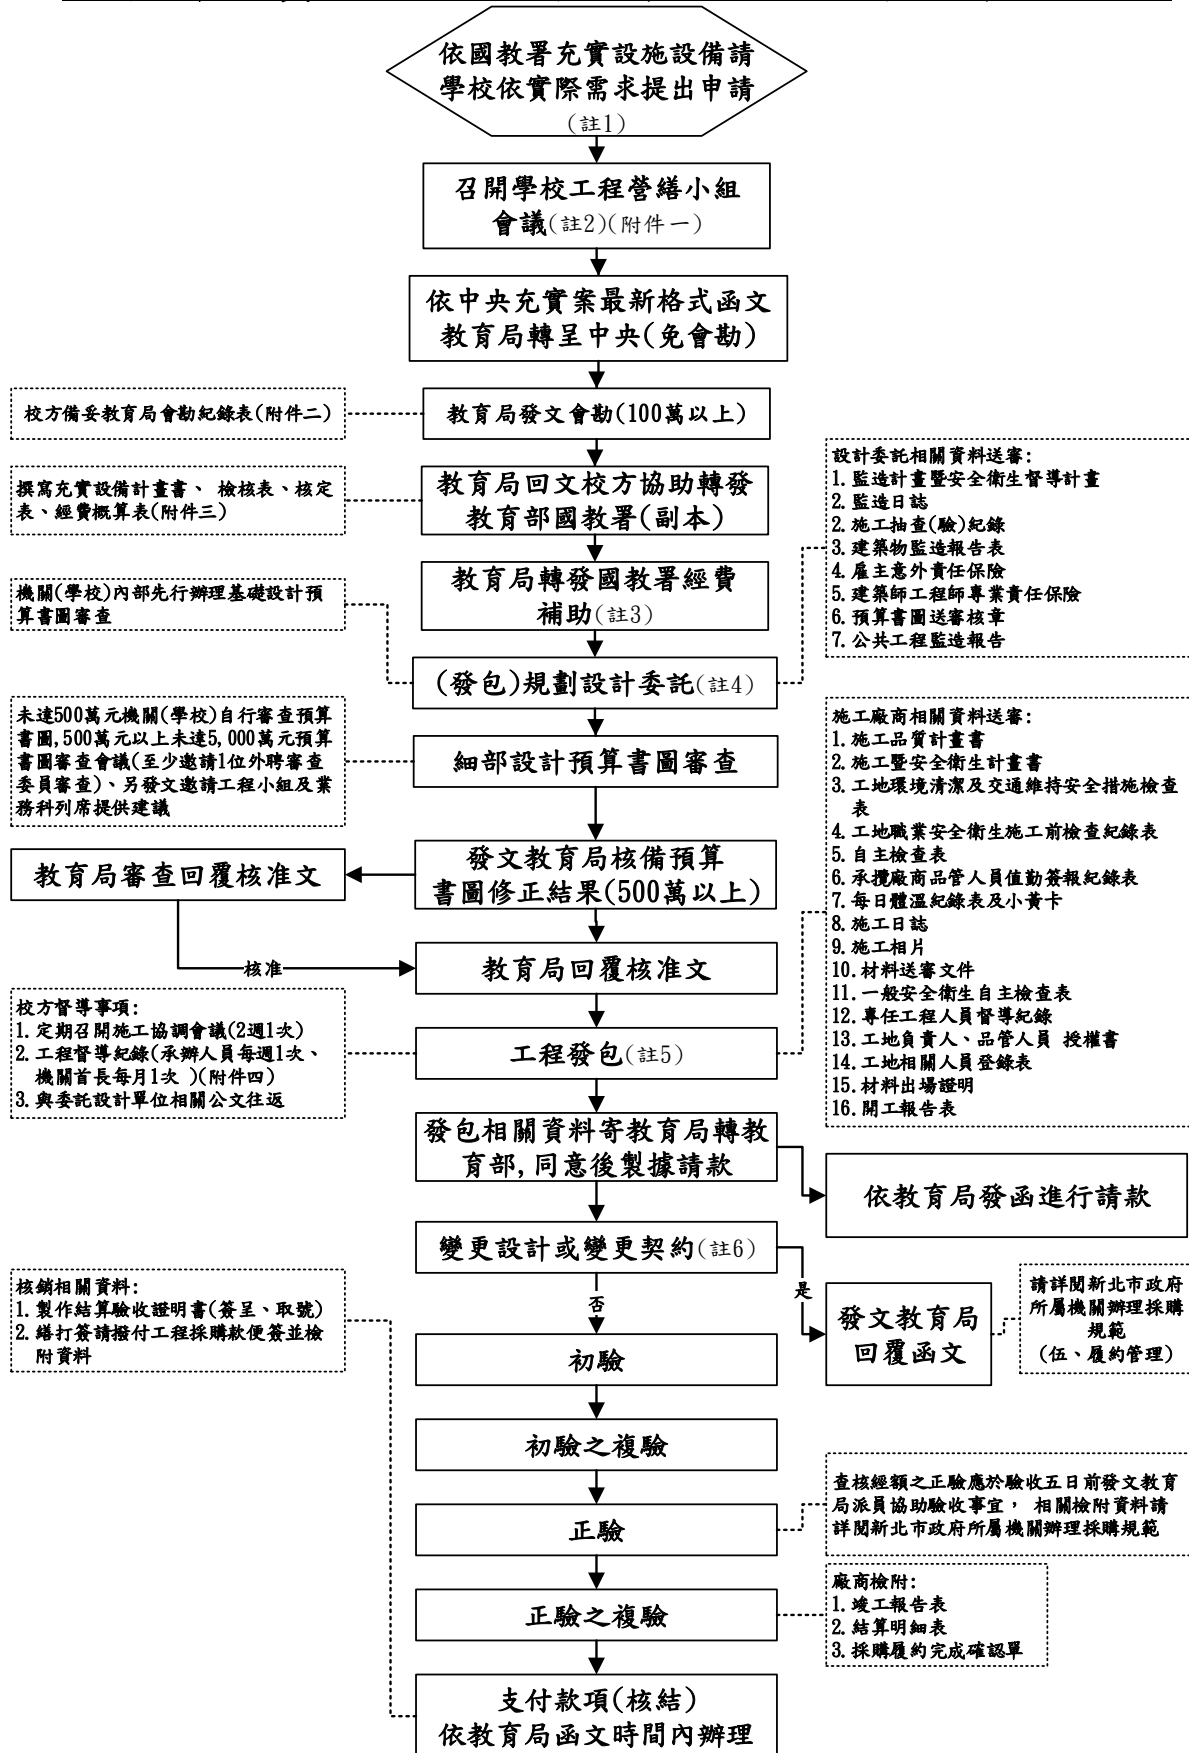 依國教署充實設施設備請
學校依實際需求提出申請
(註1)
召開學校工程營繕小組
會議(註2)(附件一)
依中央充實案最新格式函文
教育局轉呈中央(免會勘)
校方備妥教育局會勘紀錄表(附件二)
教育局發文會勘(100萬以上)
撰寫充實設備計畫書、 檢核表、核定
表、經費概算表(附件三)
教育局回文校方協助轉發
教育部國教署(副本)
設計委託相關資料送審:
1. 監造計畫暨安全衛生督導計畫
2. 監造日誌
2. 施工抽查(驗)紀錄
3. 建築物監造報告表
4. 雇主意外責任保險
5. 建築師工程師專業責任保險
6. 預算書圖送審核章
7. 公共工程監造報告
機關(學校)內部先行辦理基礎設計預
算書圖審查
教育局轉發國教署經費
補助(註3)
(發包)規劃設計委託(註4)
未達500萬元機關(學校)自行審查預算
書圖,500萬元以上未達5,000萬元預算
書圖審查會議(至少邀請1位外聘審查
委員審查)、另發文邀請工程小組及業
務科列席提供建議
細部設計預算書圖審查
施工廠商相關資料送審:
1. 施工品質計畫書
2. 施工暨安全衛生計畫書
3. 工地環境清潔及交通維持安全措施檢查
表
4. 工地職業安全衛生施工前檢查紀錄表
5. 自主檢查表
6. 承攬廠商品管人員值勤簽報紀錄表
7. 每日體溫紀錄表及小黃卡
8. 施工日誌
9. 施工相片
10. 材料送審文件
11. 一般安全衛生自主檢查表
12. 專任工程人員督導紀錄
13. 工地負責人、品管人員 授權書
14. 工地相關人員登錄表
15. 材料出場證明
16. 開工報告表
教育局審查回覆核准文
發文教育局核備預算
書圖修正結果(500萬以上)
核准
教育局回覆核准文
校方督導事項:
1. 定期召開施工協調會議(2週1次)
2. 工程督導紀錄(承辦人員每週1次、
機關首長每月1次 )(附件四)
3. 與委託設計單位相關公文往返
工程發包(註5)
發包相關資料寄教育局轉教
育部,同意後製據請款
依教育局發函進行請款
變更設計或變更契約(註6)
否
是
核銷相關資料:
1. 製作結算驗收證明書(簽呈、取號)
2. 繕打簽請撥付工程採購款便簽並檢
附資料
發文教育局
回覆函文
請詳閱新北市政府
所屬機關辦理採購
規範
(伍、履約管理)
初驗
初驗之複驗
正驗
查核經額之正驗應於驗收五日前發文教育
局派員協助驗收事宜， 相關檢附資料請
詳閱新北市政府所屬機關辦理採購規範
正驗之複驗
廠商檢附:
1. 竣工報告表
2. 結算明細表
3. 採購履約完成確認單
支付款項(核結)
依教育局函文時間內辦理